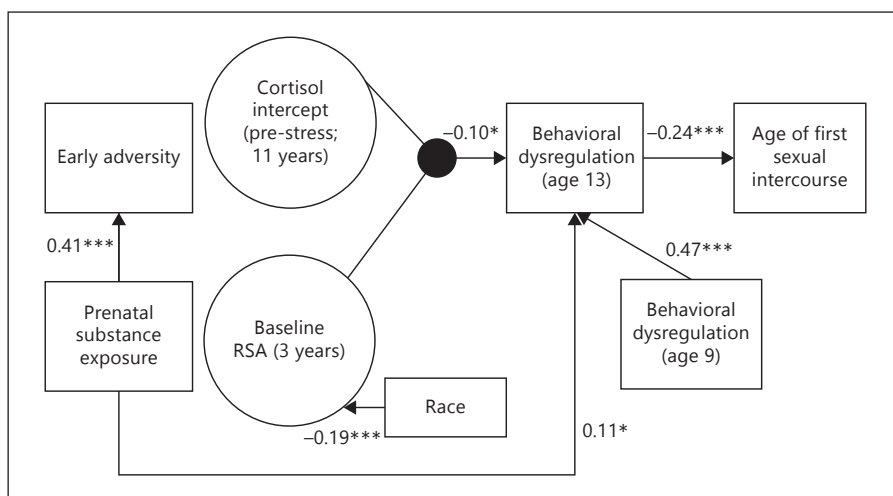 Cortisol
intercept
(pre-stress;
11 years)
Early adversity
–0.10*
Behavioral
dysregulation
(age 13)
–0.24***
Age of first
sexual
intercourse
0.41***
0.47***
Prenatal
substance
exposure
Baseline
RSA (3 years)
Behavioral
dysregulation
(age 9)
Race
–0.19***
0.11*